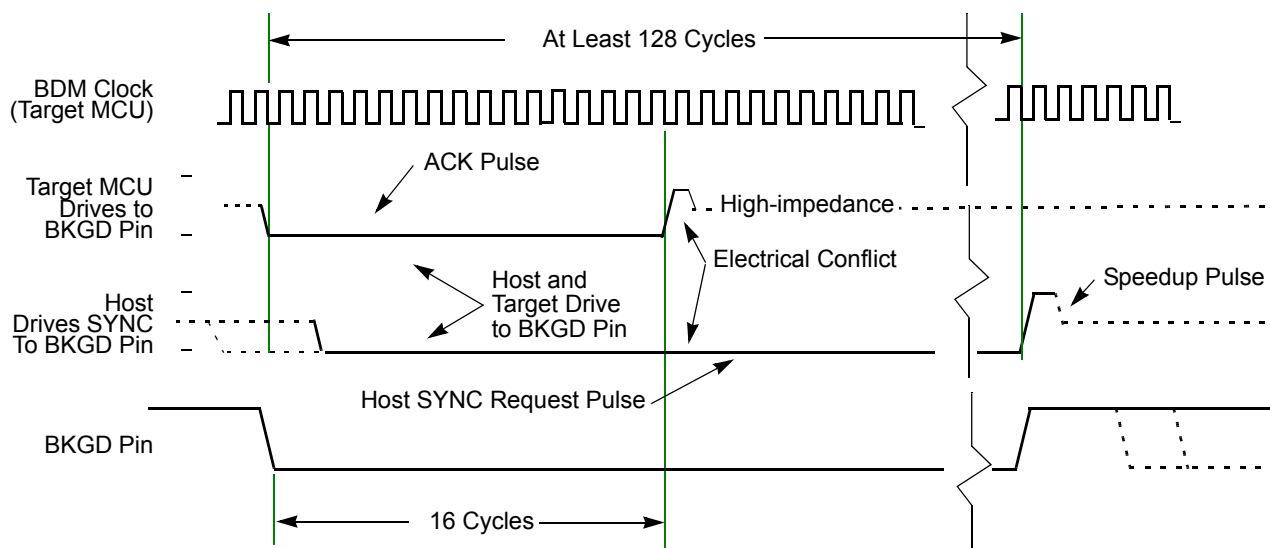 At Least 128 Cycles
BDM Clock
(Target MCU)
ACK Pulse
Target MCU
Drives to
BKGD Pin
High-impedance
Electrical Conflict
Host and
Target Drive
to BKGD Pin
Speedup Pulse
Host
Drives SYNC
To BKGD Pin
Host SYNC Request Pulse
BKGD Pin
16 Cycles